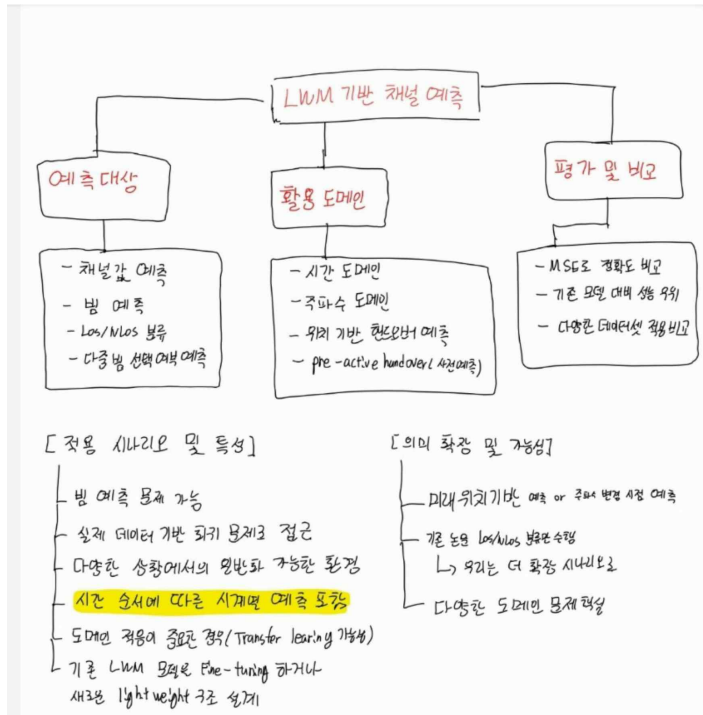 LWM 기반 채널 예측
예측 대상
- 채널값 예측
- 빔 예측
- Los/NLos 분류
- 다중 빔 선택 여부 예측
활용 도메인
- 시간 도메인
- 주파수 도메인
- 위치 기반 핸드오버 예측
- pre-active handover (사전예측)
평가 및 비교
- MSE로 정확도 비교
- 기존 모델 대비 성능 우위
- 다양한 데이터셋 적용 비교
[적용 시나리오 및 특성]
빔 예측 문제 가능
실제 데이터 기반 회귀 문제로 접근
다양한 상황에서의 일반화 가능한 환경
시간 순서에 따른 시계열 예측 포함
도메인 적응이 중요한 경우(Transfer learing 가능성)
기존 LWM 모델을 Fine-tuning 하거나
새로운 lightweight 구조 설계
[의미 확장 및 가능성]
미래 위치기반 예측 or 주파수 변경 시점 예측
기존 논문 Los/NLos 분류만 수행
↳ 우리는 더 확장 시나리오로
다양한 도메인 문제 해결